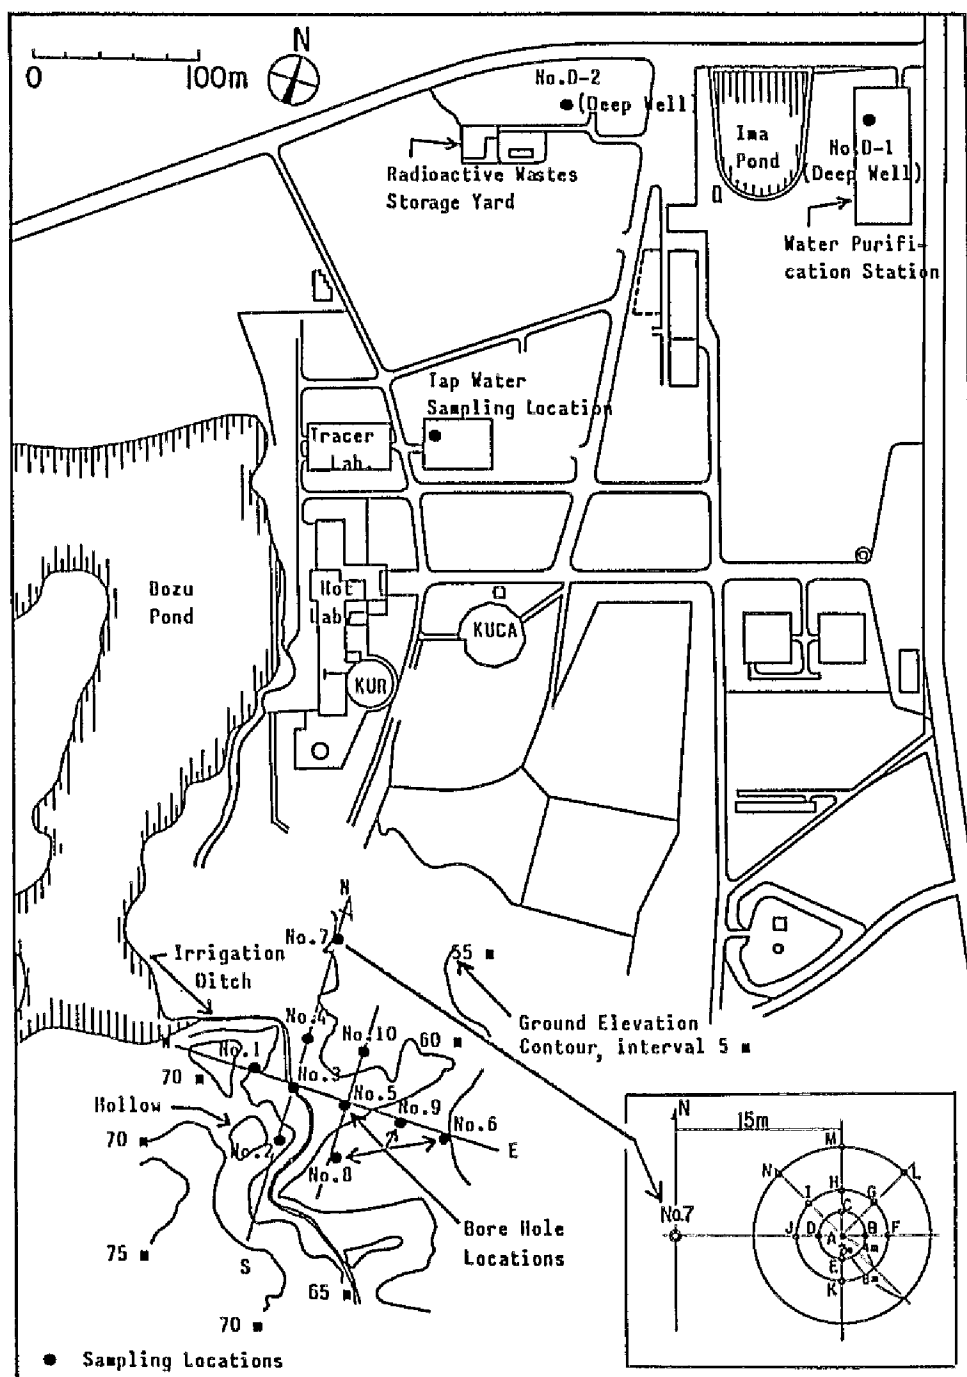 N
0 100m
No.D-2
(Deep Well)
Ima
Pond
No.D-1
(Deep Well)
Radioactive Wastes
Storage Yard
Water Purifi-
cation Station
Tap Water
Sampling Location
Tracer
Lab.
Hot
Lab
Bozu
Pond
KUCA
KUR
N
No.7
Irrigation
Ditch
55 m
No.4
No.10
60 m
Ground Elevation
Contour, interval 5 m
W
No.1
No.3
70 m
No.5
No.9
No.6
Hollow
70 m
No.2
No.8
E
Bore Hole
Locations
75 m
S
65 m
70 m
● Sampling Locations
N
15m
M
N
L
H
I
G
C
No.7
J
D
A
B
F
4m
E
8m
K